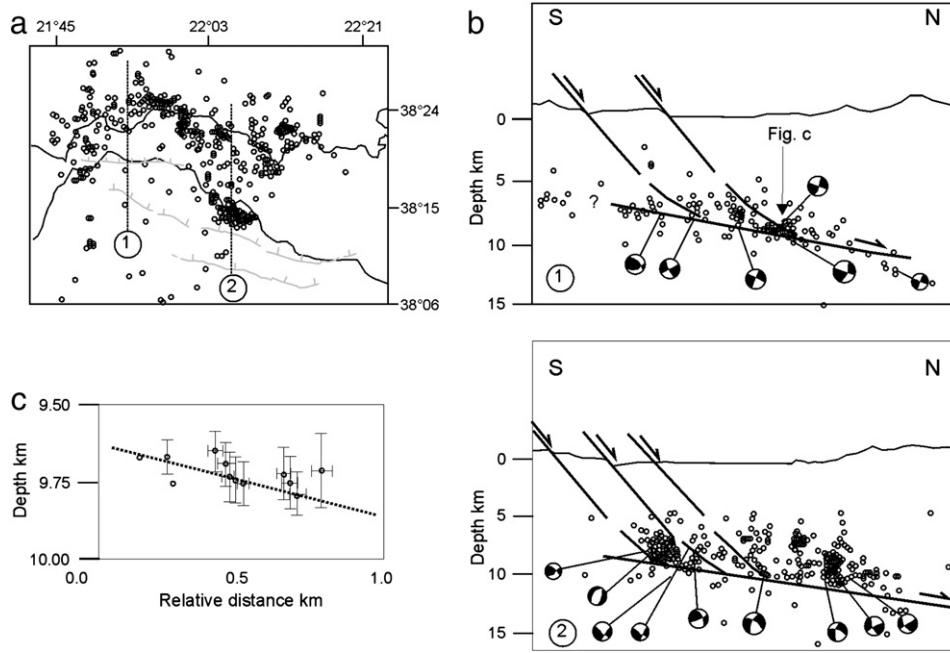 a
21°45 22°03 22°21
38°24
38°15
38°06
1
2
b
S N
0
5
10
15
Depth km
Fig. c
?
1
c
9.50
9.75
10.00
Depth km
0.0 0.5 1.0
Relative distance km
S N
0
5
10
15
Depth km
2